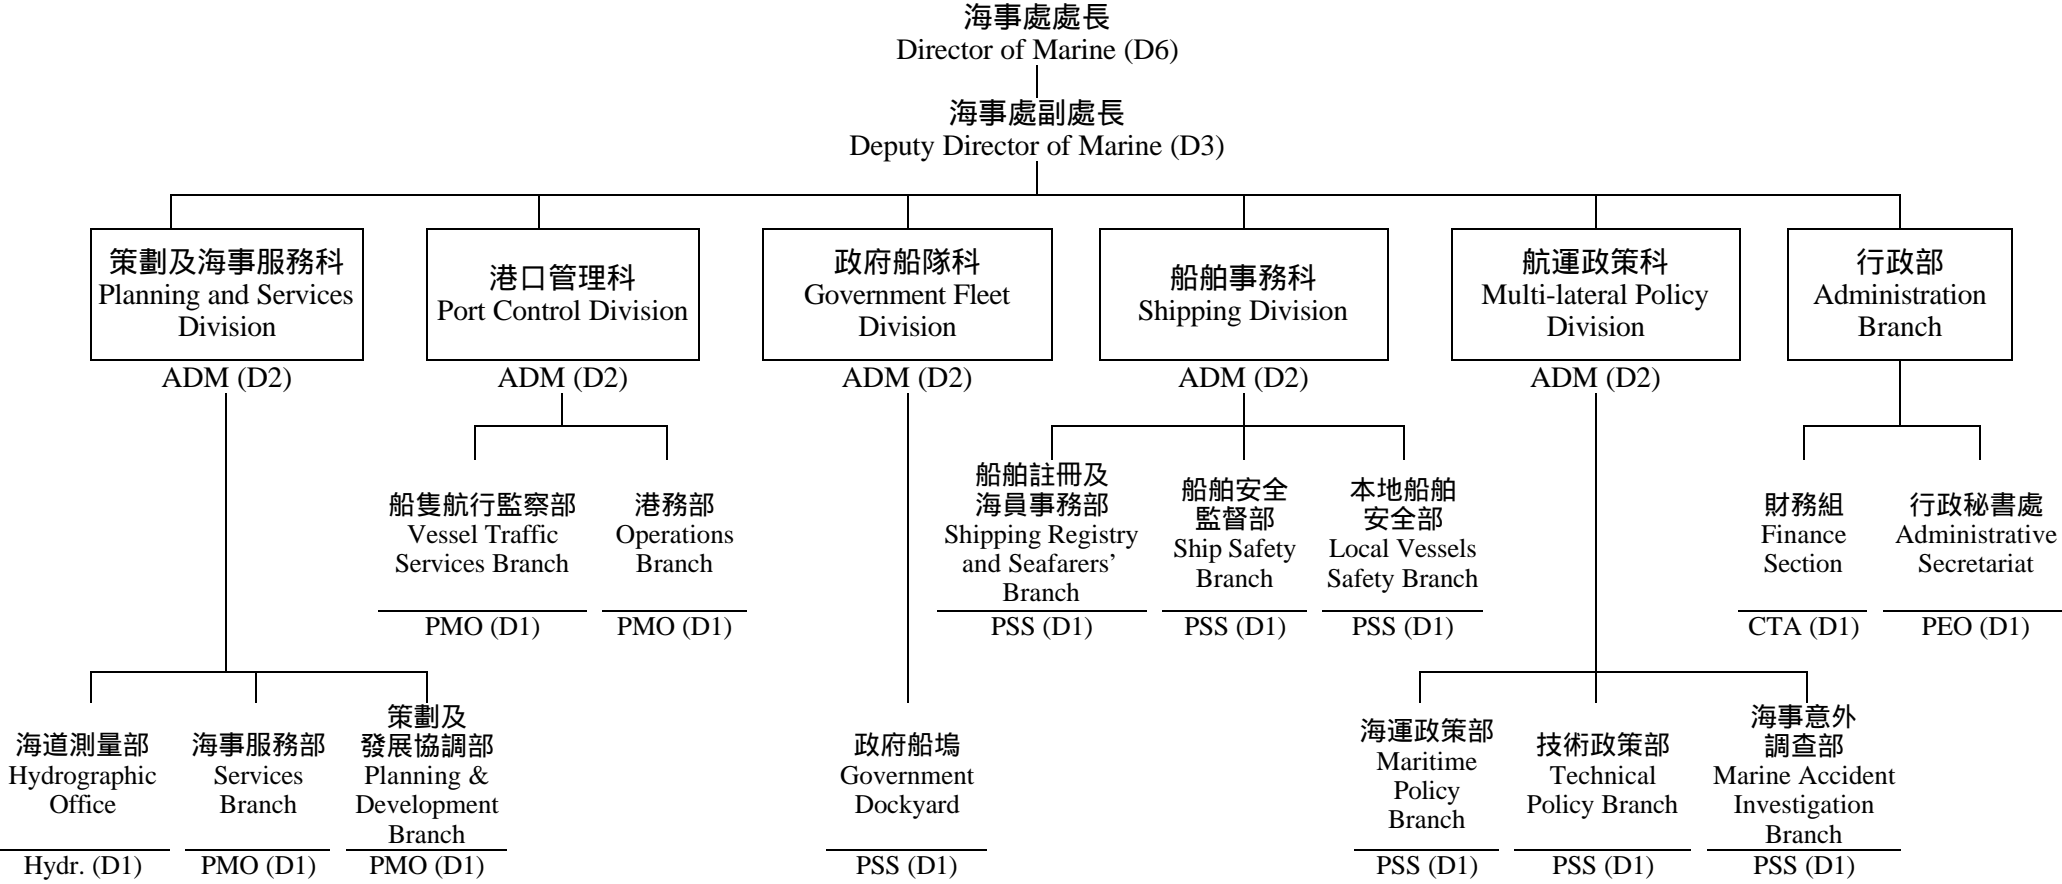 海事處處長
Director of Marine (D6)
海事處副處長
Deputy Director of Marine (D3)
策劃及海事服務科
Planning and Services
Division
ADM (D2)
港口管理科
Port Control Division
ADM (D2)
政府船隊科
Government Fleet
Division
ADM (D2)
船舶事務科
Shipping Division
ADM (D2)
航運政策科
Multi-lateral Policy
Division
ADM (D2)
行政部
Administration
Branch
船隻航行監察部
Vessel Traffic
Services Branch
PMO (D1)
港務部
Operations
Branch
PMO (D1)
船舶註冊及
海員事務部
Shipping Registry
and Seafarers’
Branch
PSS (D1)
船舶安全
監督部
Ship Safety
Branch
PSS (D1)
本地船舶
安全部
Local Vessels
Safety Branch
PSS (D1)
財務組
Finance
Section
CTA (D1)
行政秘書處
Administrative
Secretariat
PEO (D1)
海道測量部
Hydrographic
Office
Hydr. (D1)
海事服務部
Services
Branch
PMO (D1)
策劃及
發展協調部
Planning &
Development
Branch
PMO (D1)
政府船塢
Government
Dockyard
PSS (D1)
海運政策部
Maritime
Policy
Branch
PSS (D1)
技術政策部
Technical
Policy Branch
PSS (D1)
海事意外
調查部
Marine Accident
Investigation
Branch
PSS (D1)